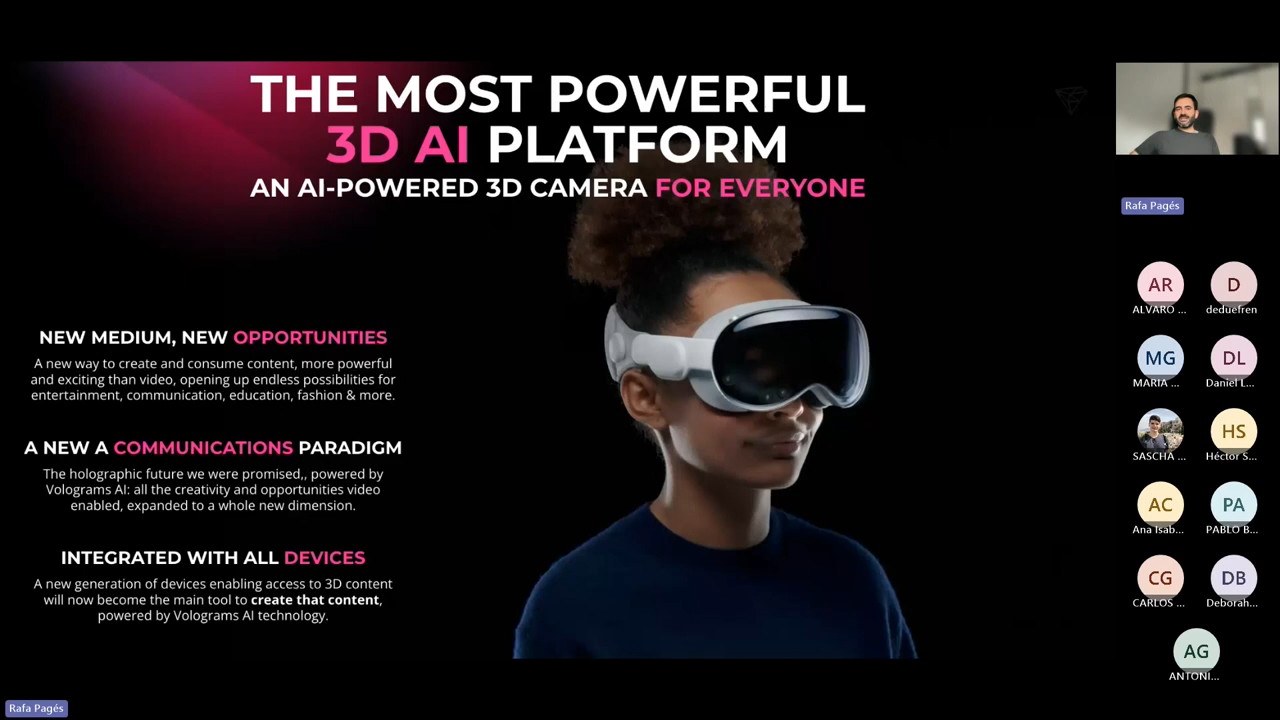 THE MOST POWERFUL
3D AI PLATFORM
AN AI-POWERED 3D CAMERA FOR EVERYONE
NEW MEDIUM, NEW OPPORTUNITIES
A new way to create and consume content, more powerful
and exciting than video, opening up endless possibilities for
entertainment, communication, education, fashion & more.
A NEW A COMMUNICATIONS PARADIGM
The holographic future we were promised,, powered by
Volograms AI: all the creativity and opportunities video
enabled, expanded to a whole new dimension.
INTEGRATED WITH ALL DEVICES
A new generation of devices enabling access to 3D content
will now become the main tool to create that content,
powered by Volograms AI technology.
Rafa Pagés
Rafa Pagés
AR
ALVARO ...
D
deduefren
MG
MARIA ...
DL
Daniel L...
SASCHA ...
HS
Héctor S...
AC
Ana Isab...
PA
PABLO B...
CG
CARLOS ...
DB
Deborah...
AG
ANTONI...